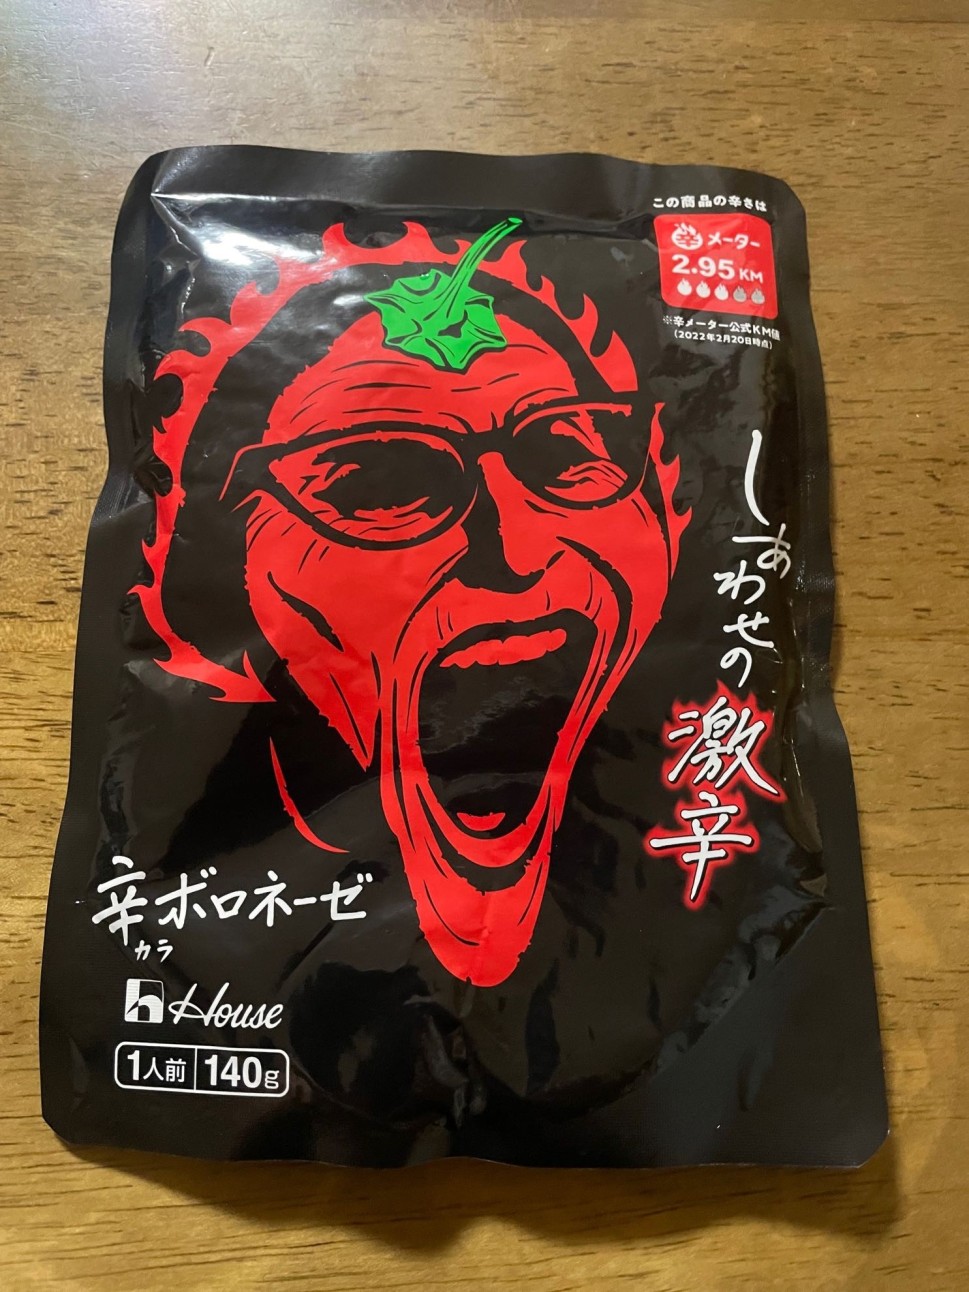 この商品の辛さは
辛メーター
2.95KM
※辛メーター公式KM値
(2022年2月20日時点)
しあわせの
激辛
辛ボロネーゼ
カラ
House
1人前 140g